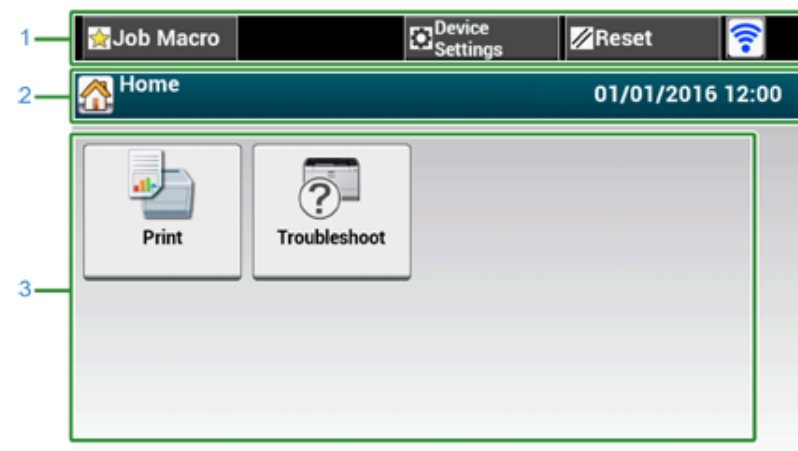 1
Job Macro
Device
Settings
Reset
2
Home
01/01/2016 12:00
3
Print
Troubleshoot